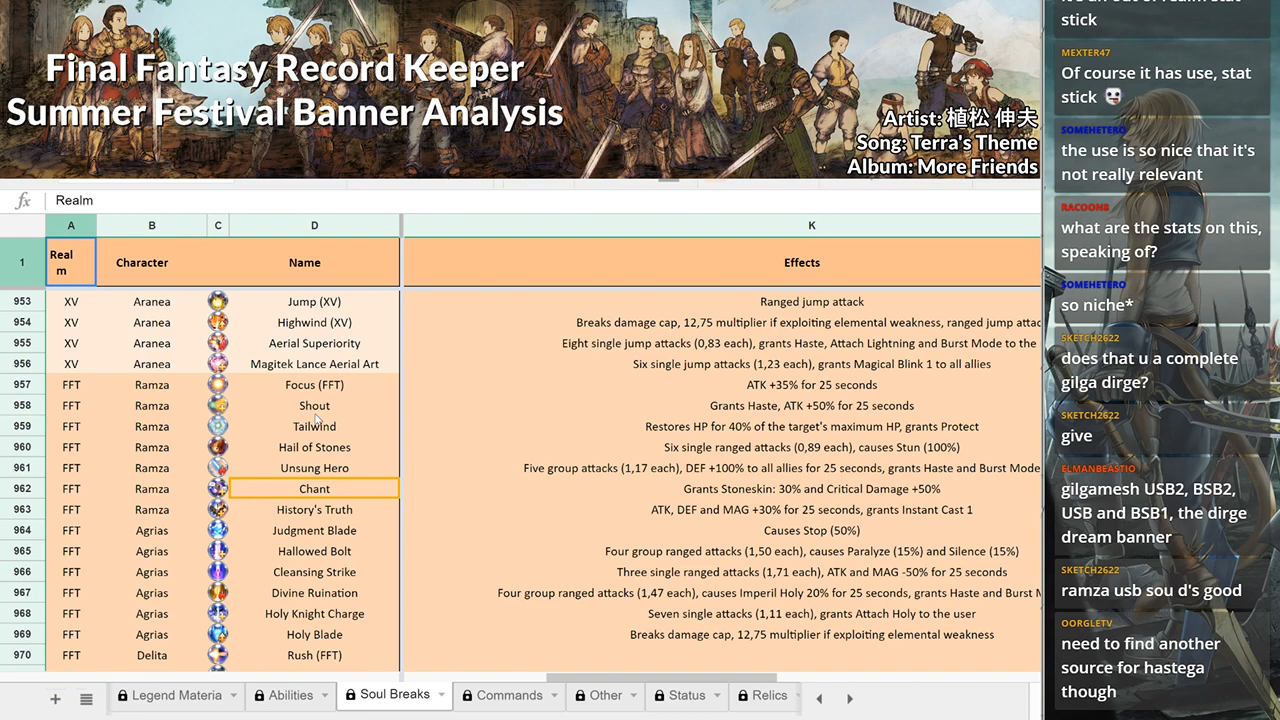 Final Fantasy Record Keeper
Summer Festival Banner Analysis
Artist: 植松 伸夫
Song: Terra's Theme
Album: More Friends
fx Realm
A B C D K
1 Realm Character Name Effects
953 XV Aranea Jump (XV) Ranged jump attack
954 XV Aranea Highwind (XV) Breaks damage cap, 12,75 multiplier if exploiting elemental weakness, ranged jump attac
955 XV Aranea Aerial Superiority Eight single jump attacks (0,83 each), grants Haste, Attach Lightning and Burst Mode to the
956 XV Aranea Magitek Lance Aerial Art Six single jump attacks (1,23 each), grants Magical Blink 1 to all allies
957 FFT Ramza Focus (FFT) ATK +35% for 25 seconds
958 FFT Ramza Shout Grants Haste, ATK +50% for 25 seconds
959 FFT Ramza Tailwind Restores HP for 40% of the target's maximum HP, grants Protect
960 FFT Ramza Hail of Stones Six single ranged attacks (0,89 each), causes Stun (100%)
961 FFT Ramza Unsung Hero Five group attacks (1,17 each), DEF +100% to all allies for 25 seconds, grants Haste and Burst Mode
962 FFT Ramza Chant Grants Stoneskin: 30% and Critical Damage +50%
963 FFT Ramza History's Truth ATK, DEF and MAG +30% for 25 seconds, grants Instant Cast 1
964 FFT Agrias Judgment Blade Causes Stop (50%)
965 FFT Agrias Hallowed Bolt Four group ranged attacks (1,50 each), causes Paralyze (15%) and Silence (15%)
966 FFT Agrias Cleansing Strike Three single ranged attacks (1,71 each), ATK and MAG -50% for 25 seconds
967 FFT Agrias Divine Ruination Four group ranged attacks (1,47 each), causes Imperil Holy 20% for 25 seconds, grants Haste and Burst M
968 FFT Agrias Holy Knight Charge Seven single attacks (1,11 each), grants Attach Holy to the user
969 FFT Agrias Holy Blade Breaks damage cap, 12,75 multiplier if exploiting elemental weakness
970 FFT Delita Rush (FFT)
Legend Materia Abilities Soul Breaks Commands Other Status Relics
stick
MEXTER47
Of course it has use, stat
stick
SOMEHETERO
the use is so nice that it's
not really relevant
RACOON8
what are the stats on this,
speaking of?
SOMEHETERO
so niche*
SKETCH2622
does that u a complete
gilga dirge?
SKETCH2622
give
ELMANBEASTIO
gilgamesh USB2, BSB2,
USB and BSB1, the dirge
dream banner
SKETCH2622
ramza usb sou d's good
OORGLETV
need to find another
source for hastega
though